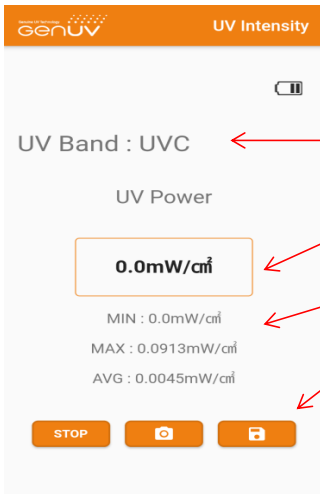 GenUV
UV Intensity
UV Band : UVC
UV Power
0.0mW/㎠
MIN : 0.0mW/㎠
MAX : 0.0913mW/㎠
AVG : 0.0045mW/㎠
STOP